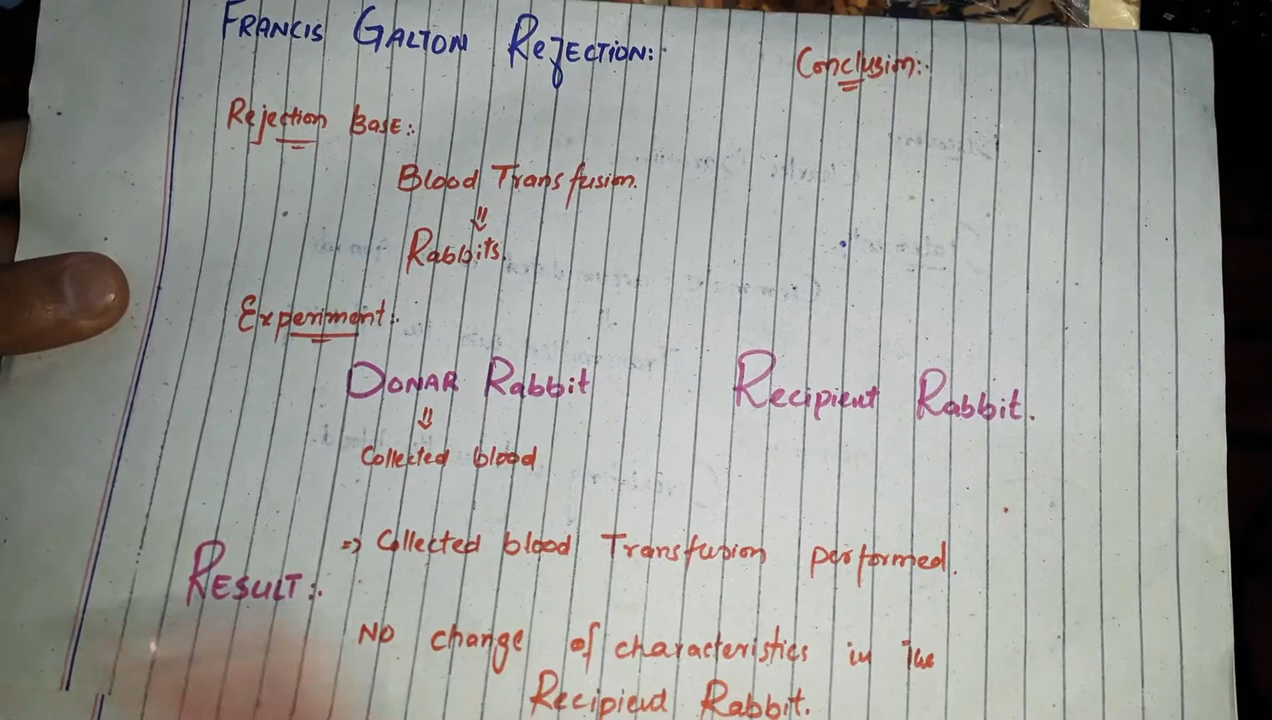 FRANCIS GALTON REJECTION:
Conclusion:-
Rejection Base:
Blood Transfusion.
⇓
Rabbits.
Experiment:-
DONAR Rabbit
Recipient Rabbit.
⇓
Collected blood
⇒ Collected blood Transfusion performed.
RESULT:-
NO change of characteristics in The
Recipient Rabbit.